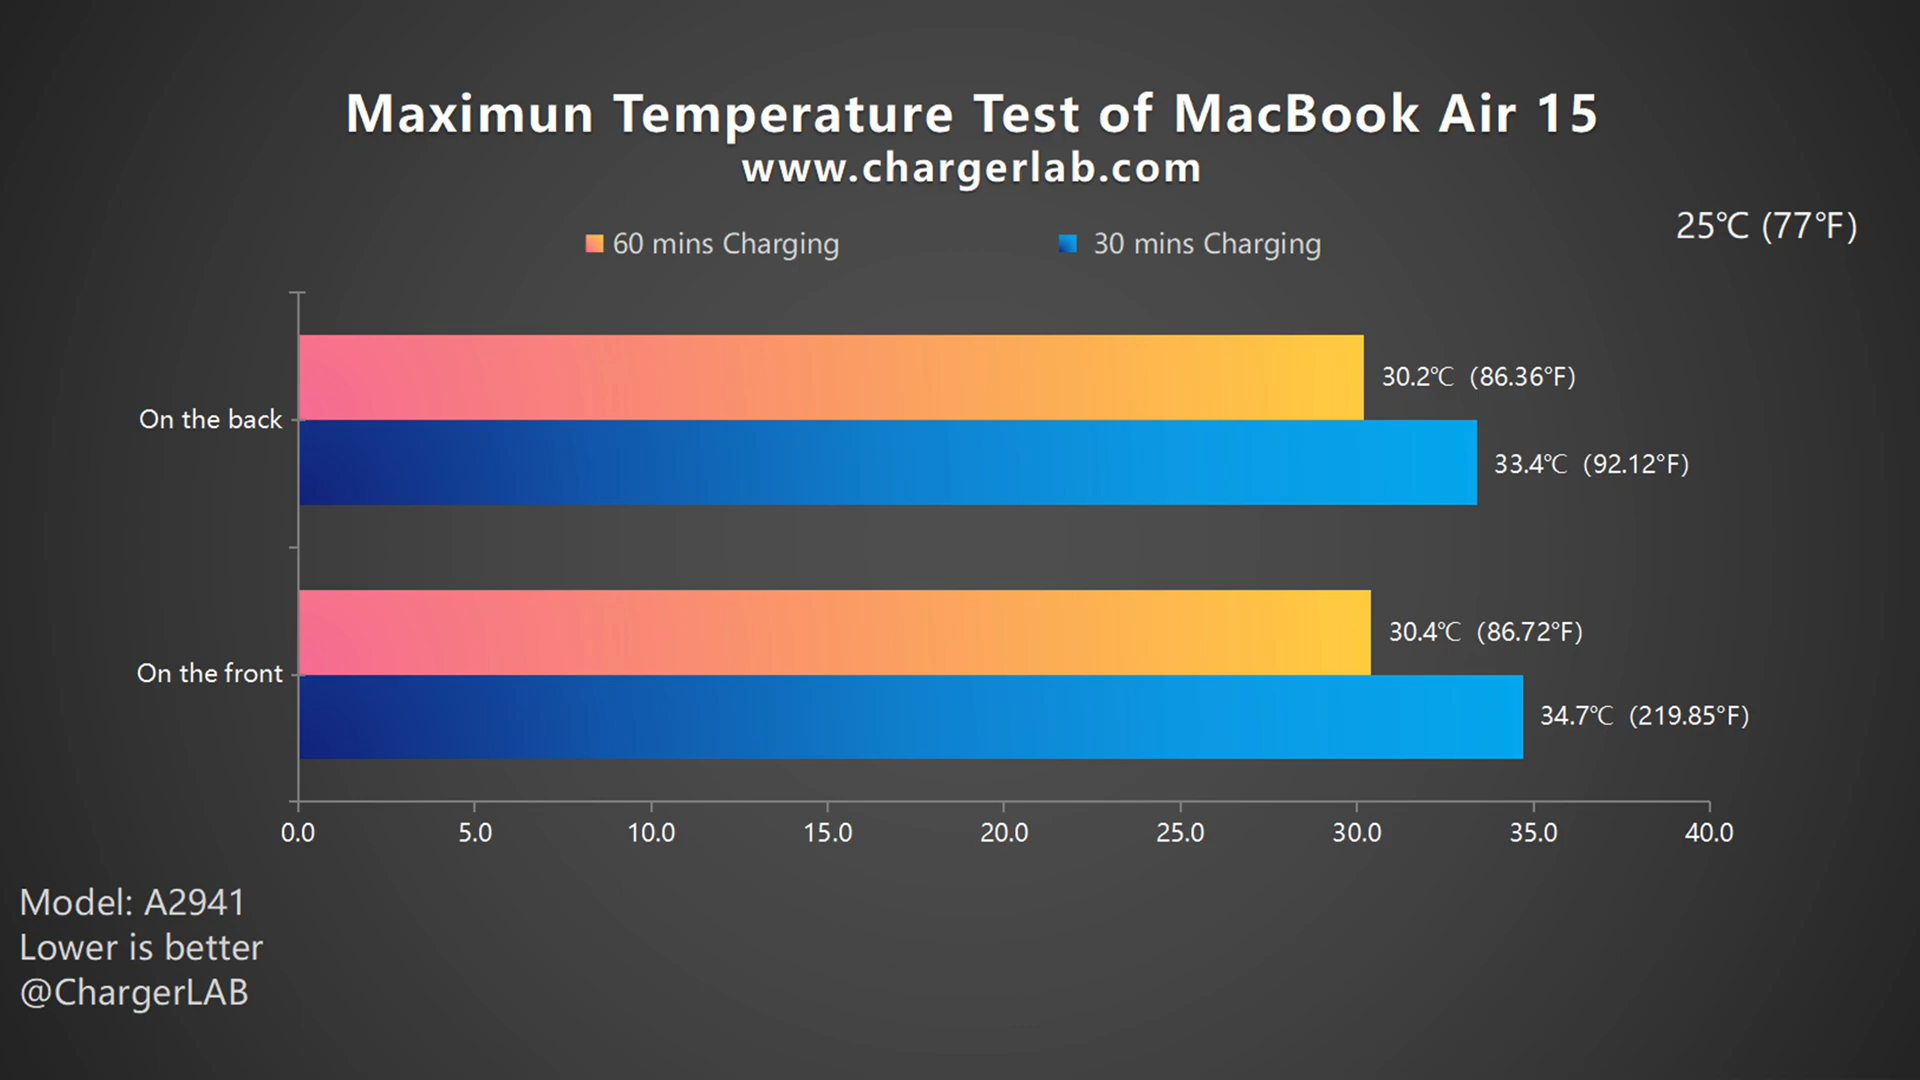 Maximun Temperature Test of MacBook Air 15
www.chargerlab.com
25℃ (77℉)
60 mins Charging
30 mins Charging
On the back
30.2℃ (86.36°F)
33.4℃ (92.12°F)
On the front
30.4℃ (86.72°F)
34.7℃ (219.85°F)
0.0 5.0 10.0 15.0 20.0 25.0 30.0 35.0 40.0
Model: A2941
Lower is better
@ChargerLAB